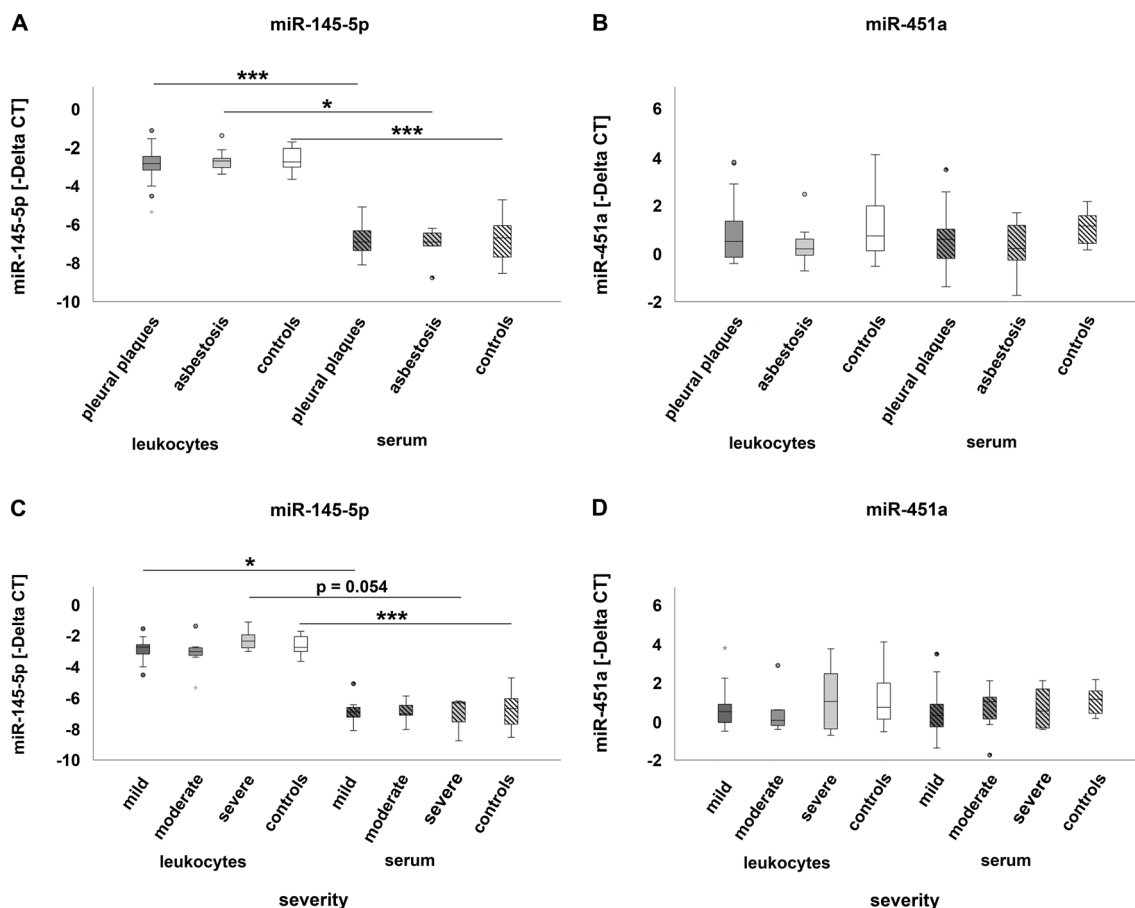 A
miR-145-5p
miR-145-5p [-Delta CT]
***
*
***
0
-2
-4
-6
-8
-10
pleural plaques
asbestosis
controls
pleural plaques
asbestosis
controls
leukocytes
serum
B
miR-451a
miR-451a [-Delta CT]
6
4
2
0
-2
pleural plaques
asbestosis
controls
pleural plaques
asbestosis
controls
leukocytes
serum
C
miR-145-5p
miR-145-5p [-Delta CT]
*
p = 0.054
***
0
-2
-4
-6
-8
-10
mild
moderate
severe
controls
mild
moderate
severe
controls
leukocytes
serum
severity
D
miR-451a
miR-451a [-Delta CT]
6
4
2
0
-2
mild
moderate
severe
controls
mild
moderate
severe
controls
leukocytes
serum
severity